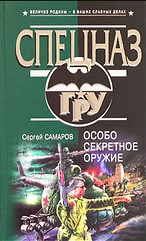 ВЕЛИЧИЕ РОДИНЫ - В ВАШИХ СЛАВНЫХ ДЕЛАХ
СПЕЦНАЗ
ГРУ
Сергей САМАРОВ
ОСОБО
СЕКРЕТНОЕ
ОРУЖИЕ